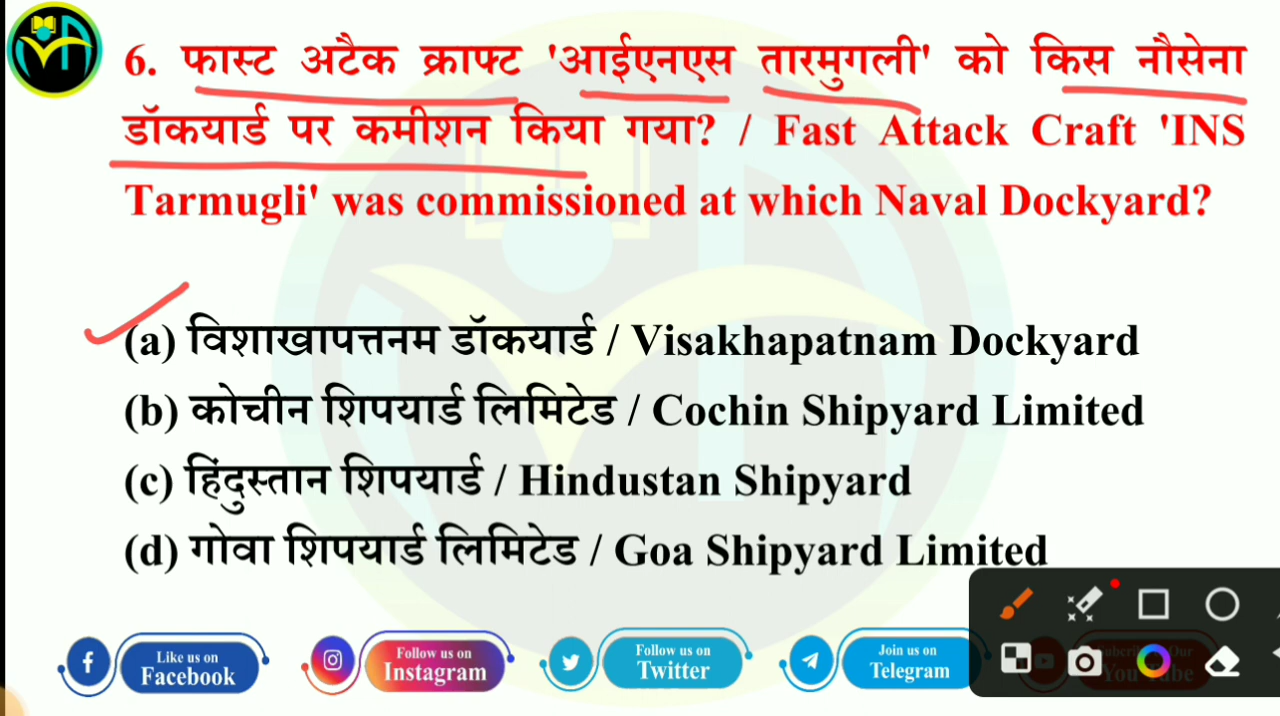 6. फास्ट अटैक क्राफ्ट 'आईएनएस तारमुगली' को किस नौसेना
डॉकयार्ड पर कमीशन किया गया? / Fast Attack Craft 'INS
Tarmugli' was commissioned at which Naval Dockyard?
(a) विशाखापत्तनम डॉकयार्ड / Visakhapatnam Dockyard
(b) कोचीन शिपयार्ड लिमिटेड / Cochin Shipyard Limited
(c) हिंदुस्तान शिपयार्ड / Hindustan Shipyard
(d) गोवा शिपयार्ड लिमिटेड / Goa Shipyard Limited
Like us on
Facebook
Follow us on
Instagram
Follow us on
Twitter
Join us on
Telegram